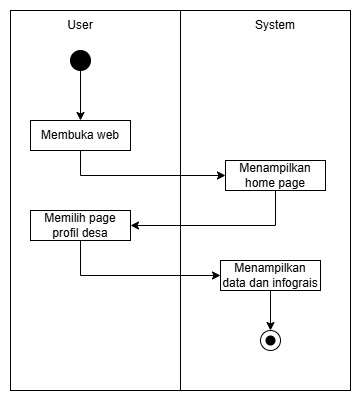 User
System
Membuka web
Menampilkan
home page
Memilih page
profil desa
Menampilkan
data dan infograis